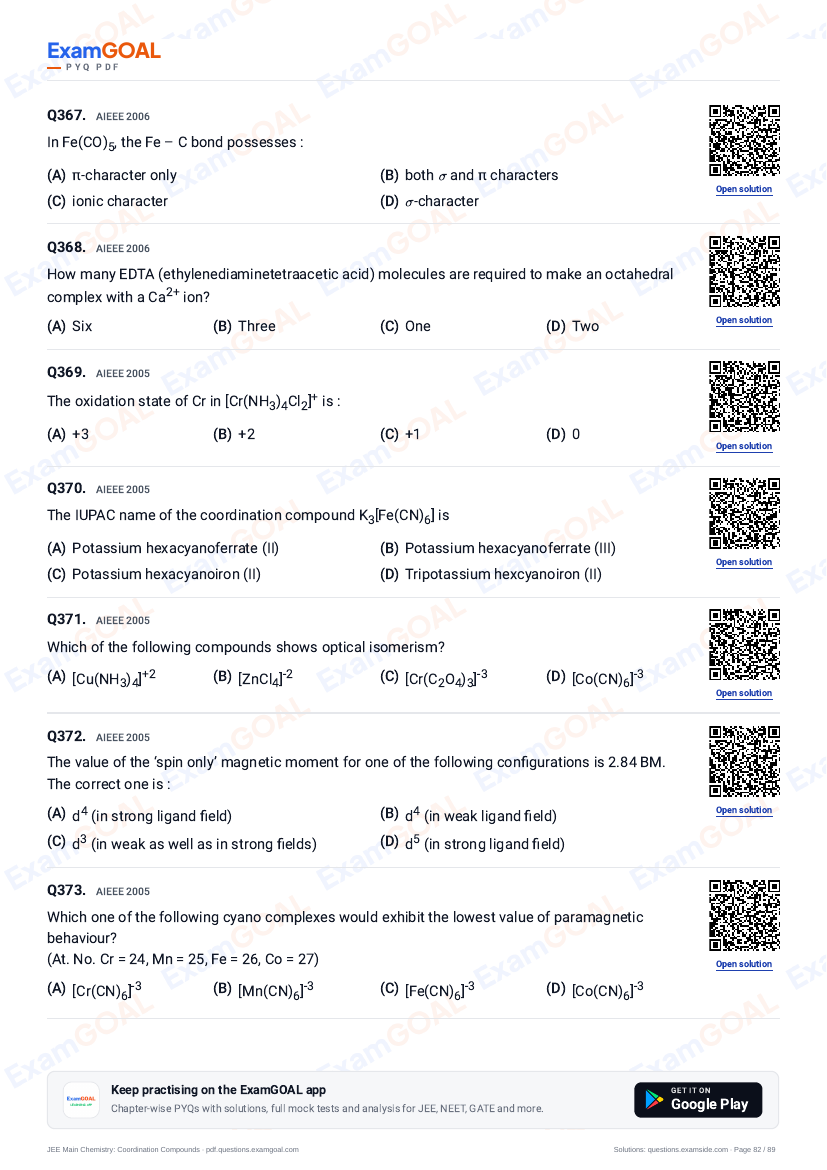 ExamGOAL
PYQ PDF
Q367. AIEEE 2006
In Fe(CO)5, the Fe − C bond possesses :
(A) π-character only
(B) both σ and π characters
(C) ionic character
(D) σ-character
Open solution
Q368. AIEEE 2006
How many EDTA (ethylenediaminetetraacetic acid) molecules are required to make an octahedral
complex with a Ca2+ ion?
(A) Six
(B) Three
(C) One
(D) Two
Open solution
Q369. AIEEE 2005
The oxidation state of Cr in [Cr(NH3)4Cl2]+ is :
(A) +3
(B) +2
(C) +1
(D) 0
Open solution
Q370. AIEEE 2005
The IUPAC name of the coordination compound K3[Fe(CN)6] is
(A) Potassium hexacyanoferrate (II)
(B) Potassium hexacyanoferrate (III)
(C) Potassium hexacyanoiron (II)
(D) Tripotassium hexcyanoiron (II)
Open solution
Q371. AIEEE 2005
Which of the following compounds shows optical isomerism?
(A) [Cu(NH3)4]+2
(B) [ZnCl4]-2
(C) [Cr(C2O4)3]-3
(D) [Co(CN)6]-3
Open solution
Q372. AIEEE 2005
The value of the ‘spin only’ magnetic moment for one of the following configurations is 2.84 BM.
The correct one is :
(A) d4 (in strong ligand field)
(B) d4 (in weak ligand field)
(C) d3 (in weak as well as in strong fields)
(D) d5 (in strong ligand field)
Open solution
Q373. AIEEE 2005
Which one of the following cyano complexes would exhibit the lowest value of paramagnetic
behaviour?
(At. No. Cr = 24, Mn = 25, Fe = 26, Co = 27)
(A) [Cr(CN)6]-3
(B) [Mn(CN)6]-3
(C) [Fe(CN)6]-3
(D) [Co(CN)6]-3
Open solution
ExamGOAL
Keep practising on the ExamGOAL app
Chapter-wise PYQs with solutions, full mock tests and analysis for JEE, NEET, GATE and more.
GET IT ON
Google Play
JEE Main Chemistry: Coordination Compounds · pdf.questions.examgoal.com
Solutions: questions.examside.com · Page 82 / 89